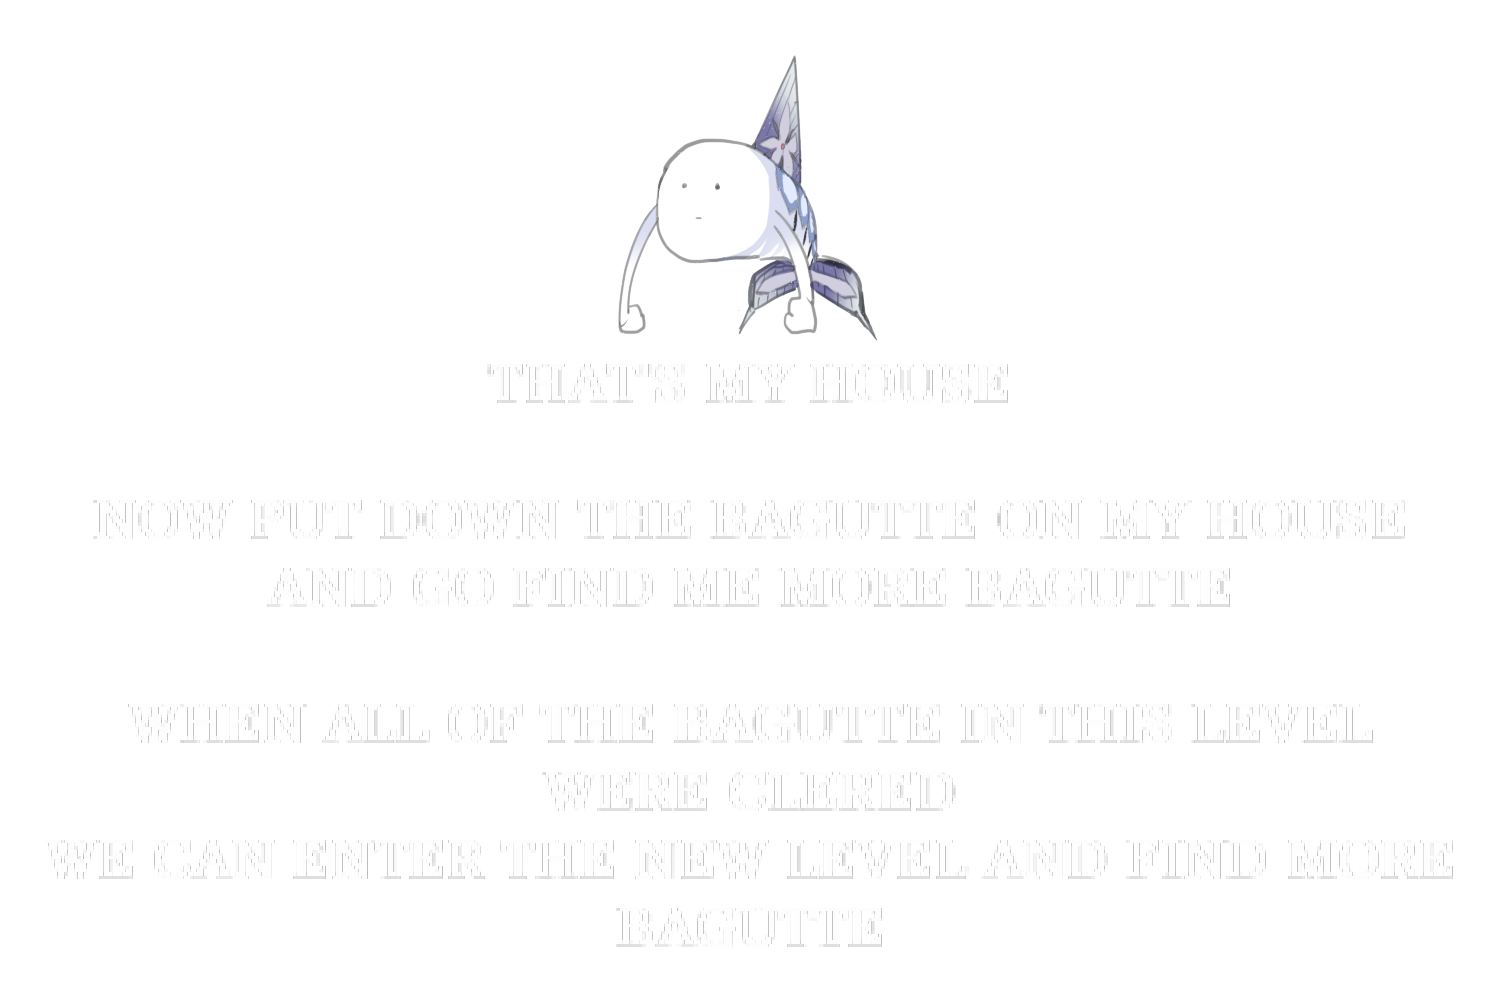 THAT'S MY HOUSE
NOW PUT DOWN THE BAGUTTE ON MY HOUSE
AND GO FIND ME MORE BAGUTTE
WHEN ALL OF THE BAGUTTE IN THIS LEVEL
WERE CLERED
WE CAN ENTER THE NEW LEVEL AND FIND MORE
BAGUTTE